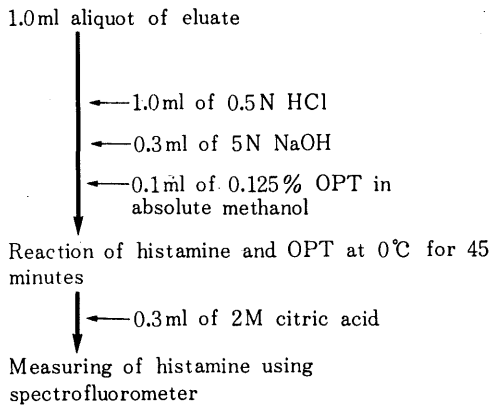 1.0ml aliquot of eluate
1.0ml of 0.5N HCl
0.3ml of 5N NaOH
0.1ml of 0.125% OPT in
absolute methanol
Reaction of histamine and OPT at 0℃ for 45
minutes
0.3ml of 2M citric acid
Measuring of histamine using
spectrofluorometer